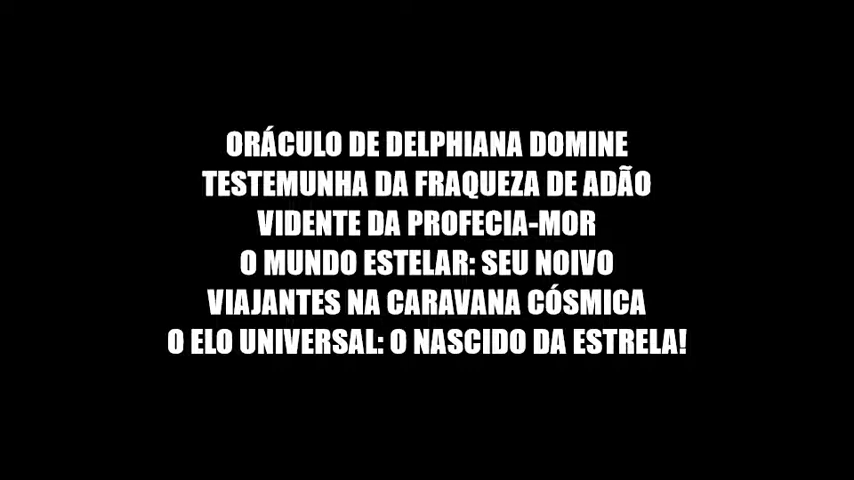 ORÁCULO DE DELPHIANA DOMINE
TESTEMUNHA DA FRAQUEZA DE ADÃO
VIDENTE DA PROFECIA-MOR
O MUNDO ESTELAR: SEU NOIVO
VIAJANTES NA CARAVANA CÓSMICA
O ELO UNIVERSAL: O NASCIDO DA ESTRELA!